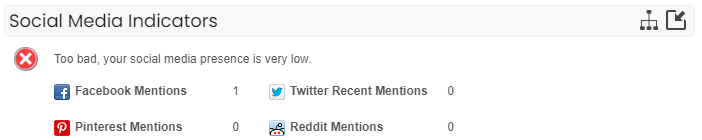 Social Media Indicators
Too bad, your social media presence is very low.
Facebook Mentions 1 Twitter Recent Mentions 0
Pinterest Mentions 0 Reddit Mentions 0